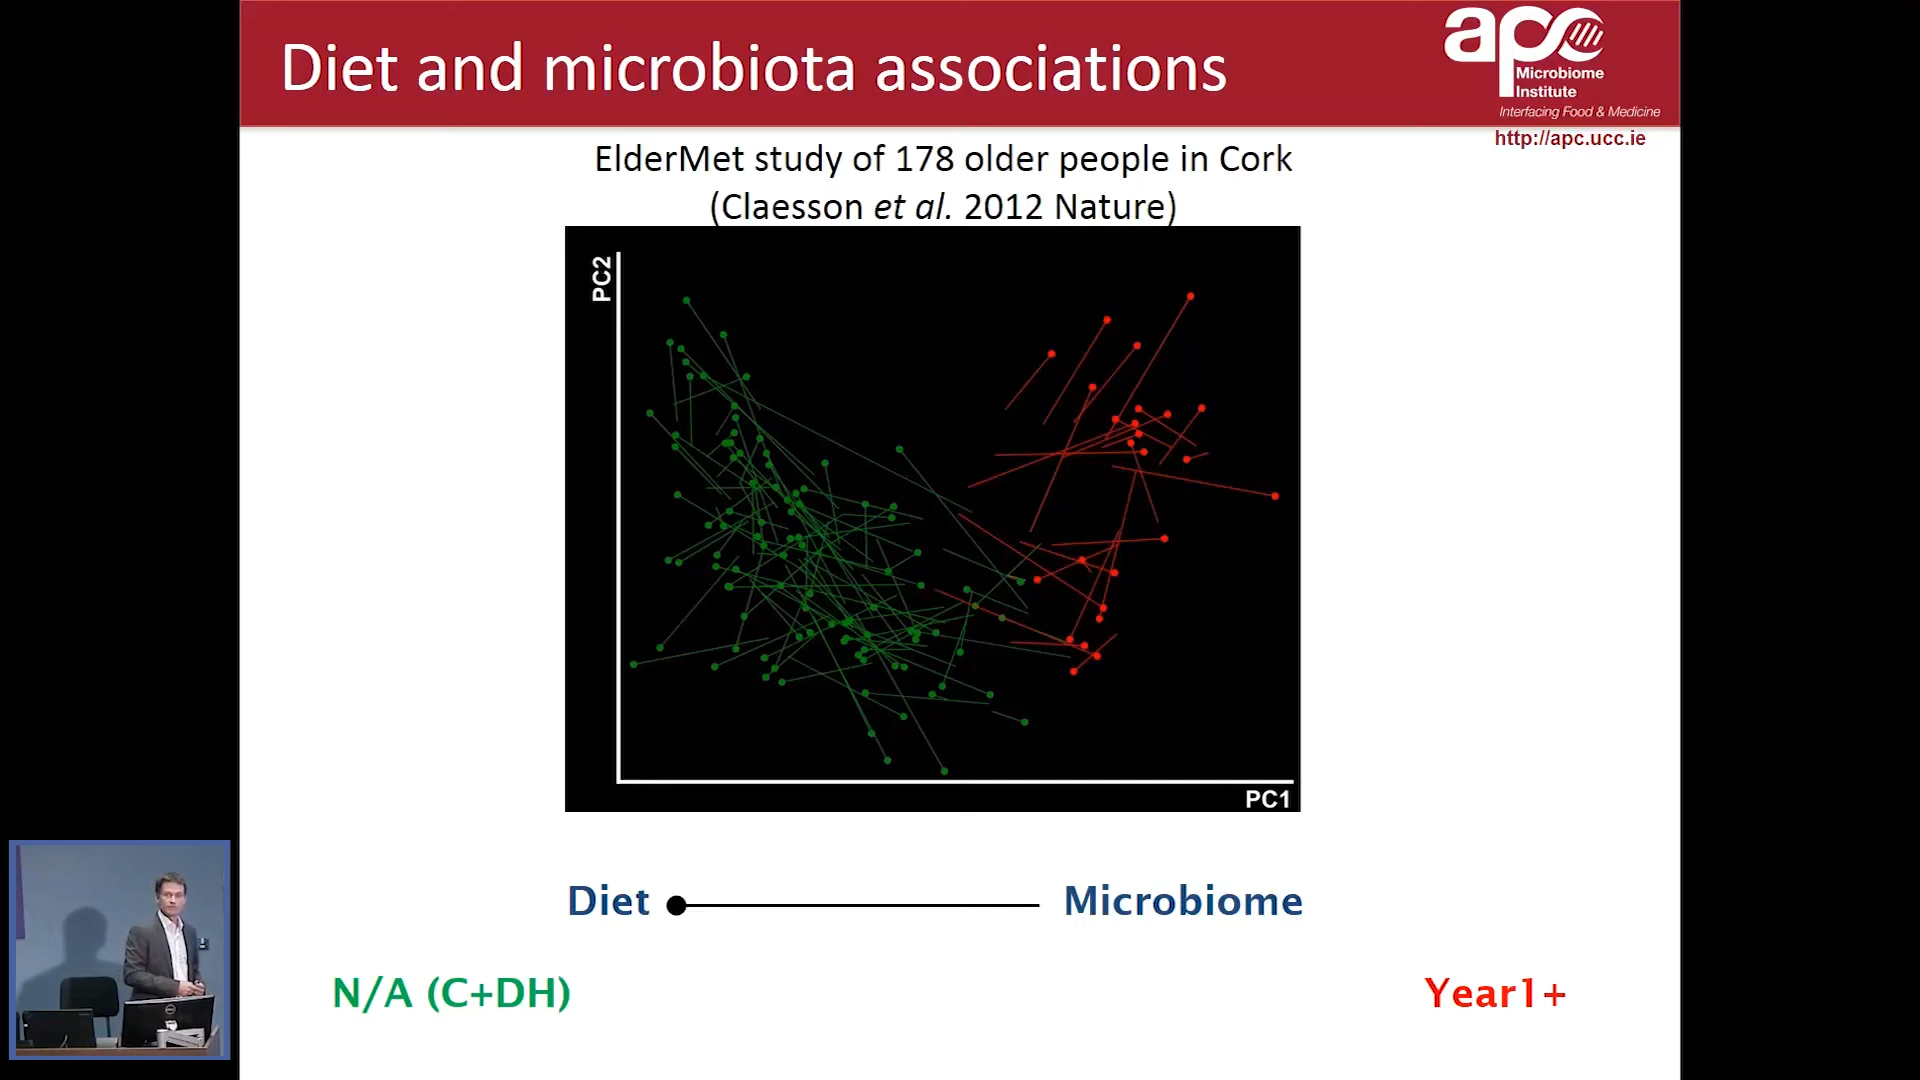 Diet and microbiota associations
apc
Microbiome
Institute
Interfacing Food & Medicine
http://apc.ucc.ie
ElderMet study of 178 older people in Cork
(Claesson et al. 2012 Nature)
PC2
PC1
Diet
Microbiome
N/A (C+DH)
Year1+